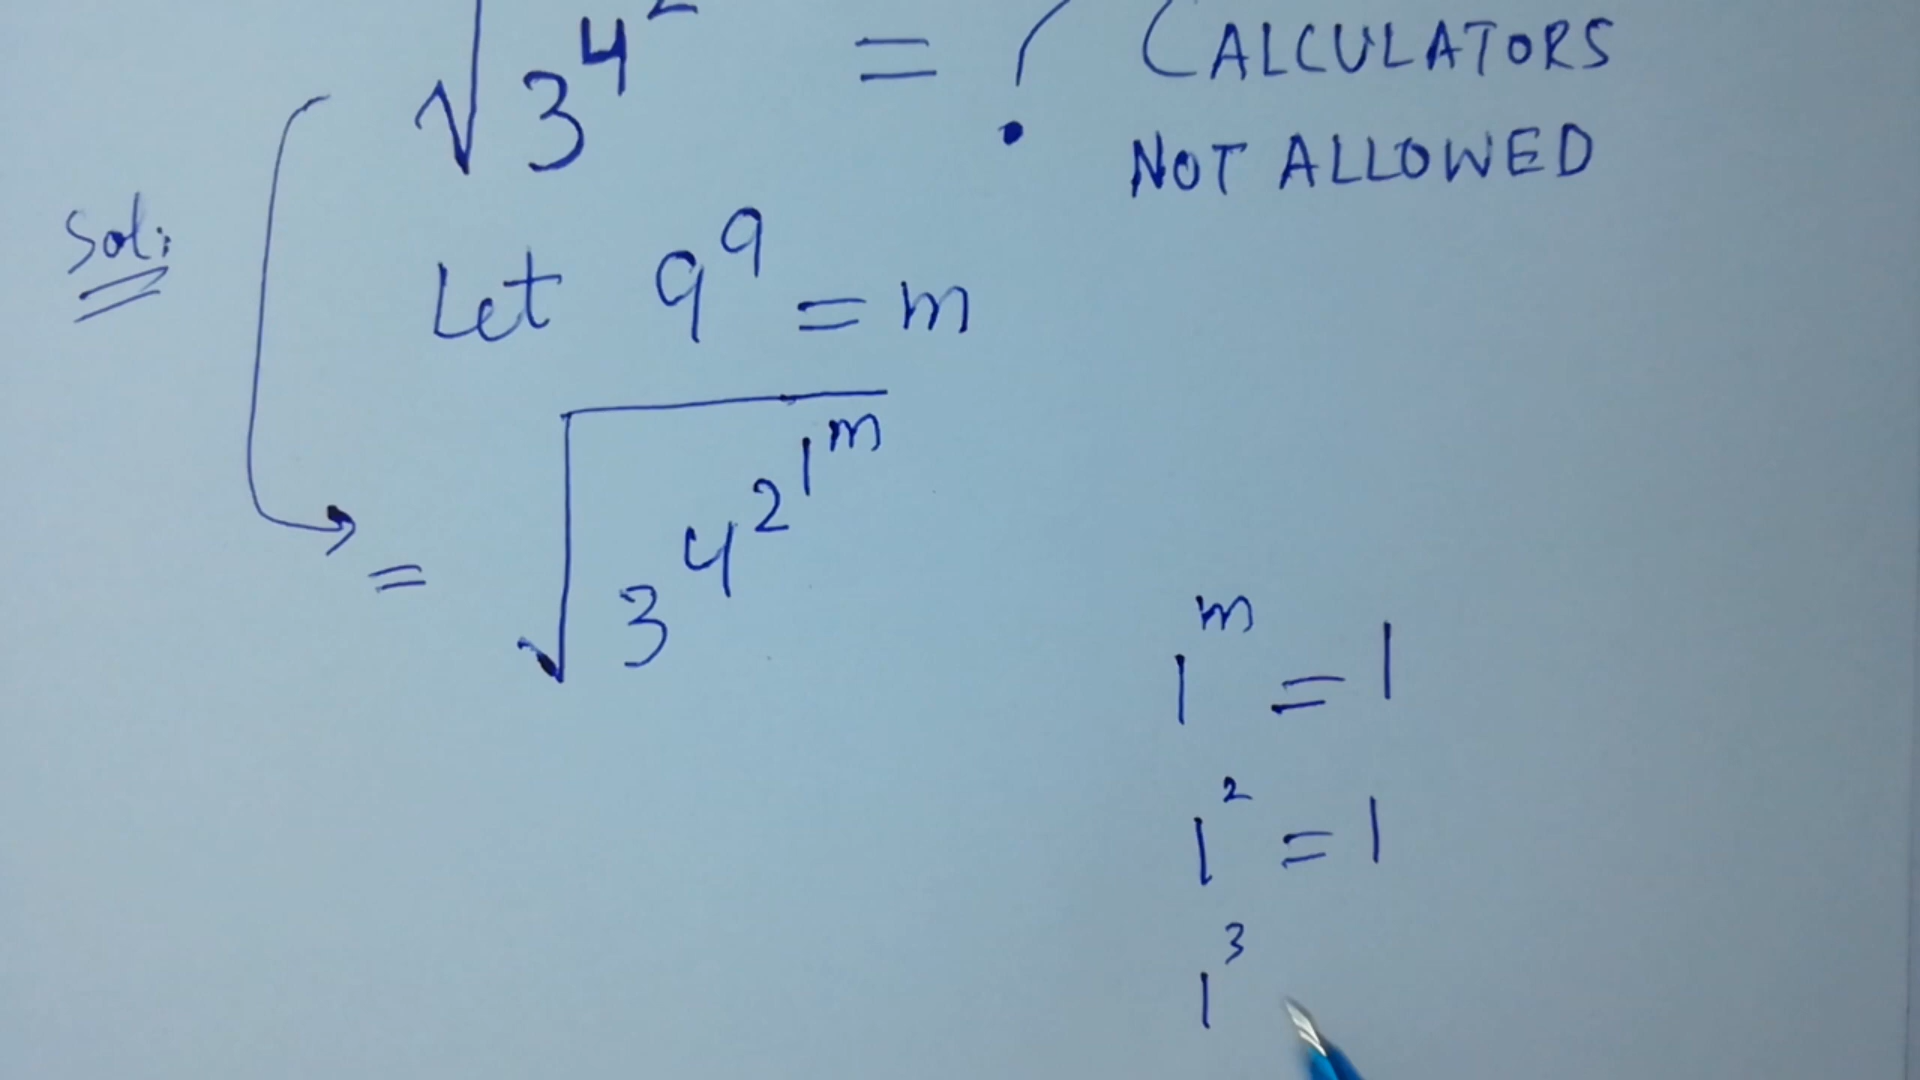 √3^4^2 = ? CALCULATORS
NOT ALLOWED
Sol:
Let 9^9 = m
= √3^4^2^1^m
1^m = 1
1^2 = 1
1^3